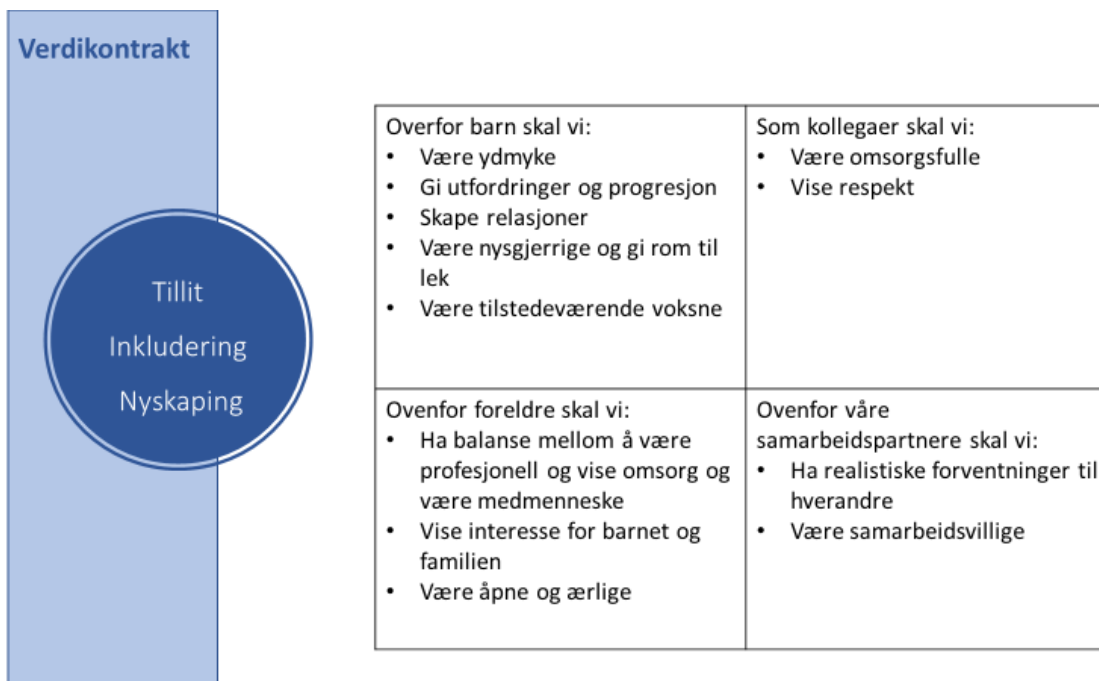 Verdikontrakt
Tillit
Inkludering
Nyskaping
Overfor barn skal vi:
• Være ydmyke
• Gi utfordringer og progresjon
• Skape relasjoner
• Være nysgjerrige og gi rom til
lek
• Være tilstedeværende voksne
Som kollegaer skal vi:
• Være omsorgsfulle
• Vise respekt
Ovenfor foreldre skal vi:
• Ha balanse mellom å være
profesjonell og vise omsorg og
være medmenneske
• Vise interesse for barnet og
familien
• Være åpne og ærlige
Ovenfor våre
samarbeidspartnere skal vi:
• Ha realistiske forventninger til
hverandre
• Være samarbeidsvillige